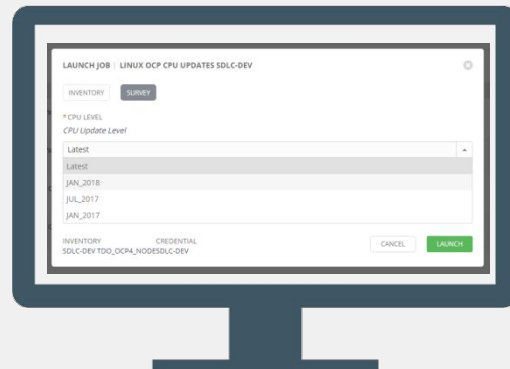 LAUNCH JOB | LINUX OCP CPU UPDATES SDLC-DEV
INVENTORY SURVEY
* CPU LEVEL
CPU Update Level
Latest
Latest
JAN_2018
JUL_2017
JAN_2017
INVENTORY CREDENTIAL
SDLC-DEV TDO_OCP4_NODESDLC-DEV
CANCEL LAUNCH